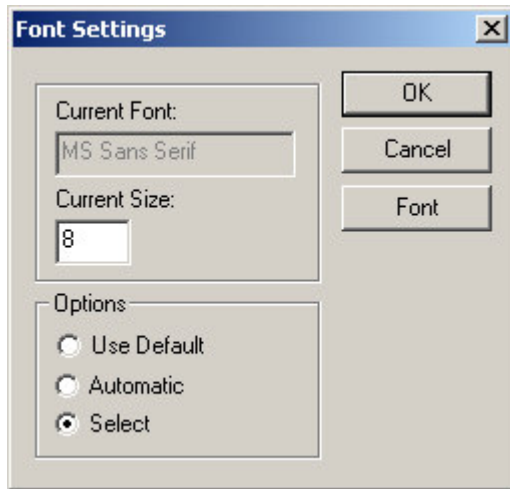 Font Settings
Current Font:
MS Sans Serif
Current Size:
8
Options
Use Default
Automatic
Select
OK
Cancel
Font